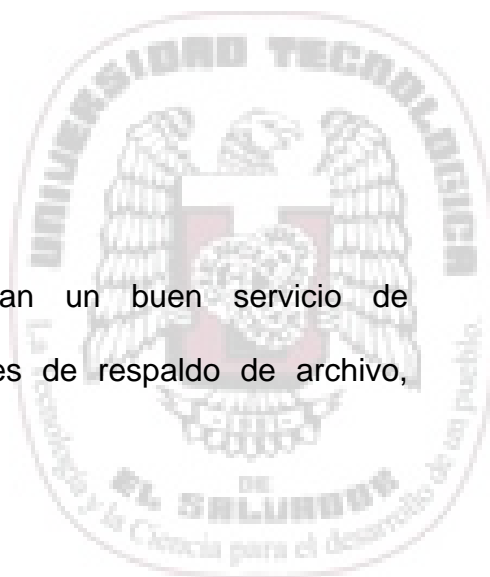 UNIVERSIDAD TECNOLOGICA
an un buen servicio de
es de respaldo de archivo,
La Tecnología y la Ciencia para el desarrollo de un pueblo.
DE
EL SALVADOR